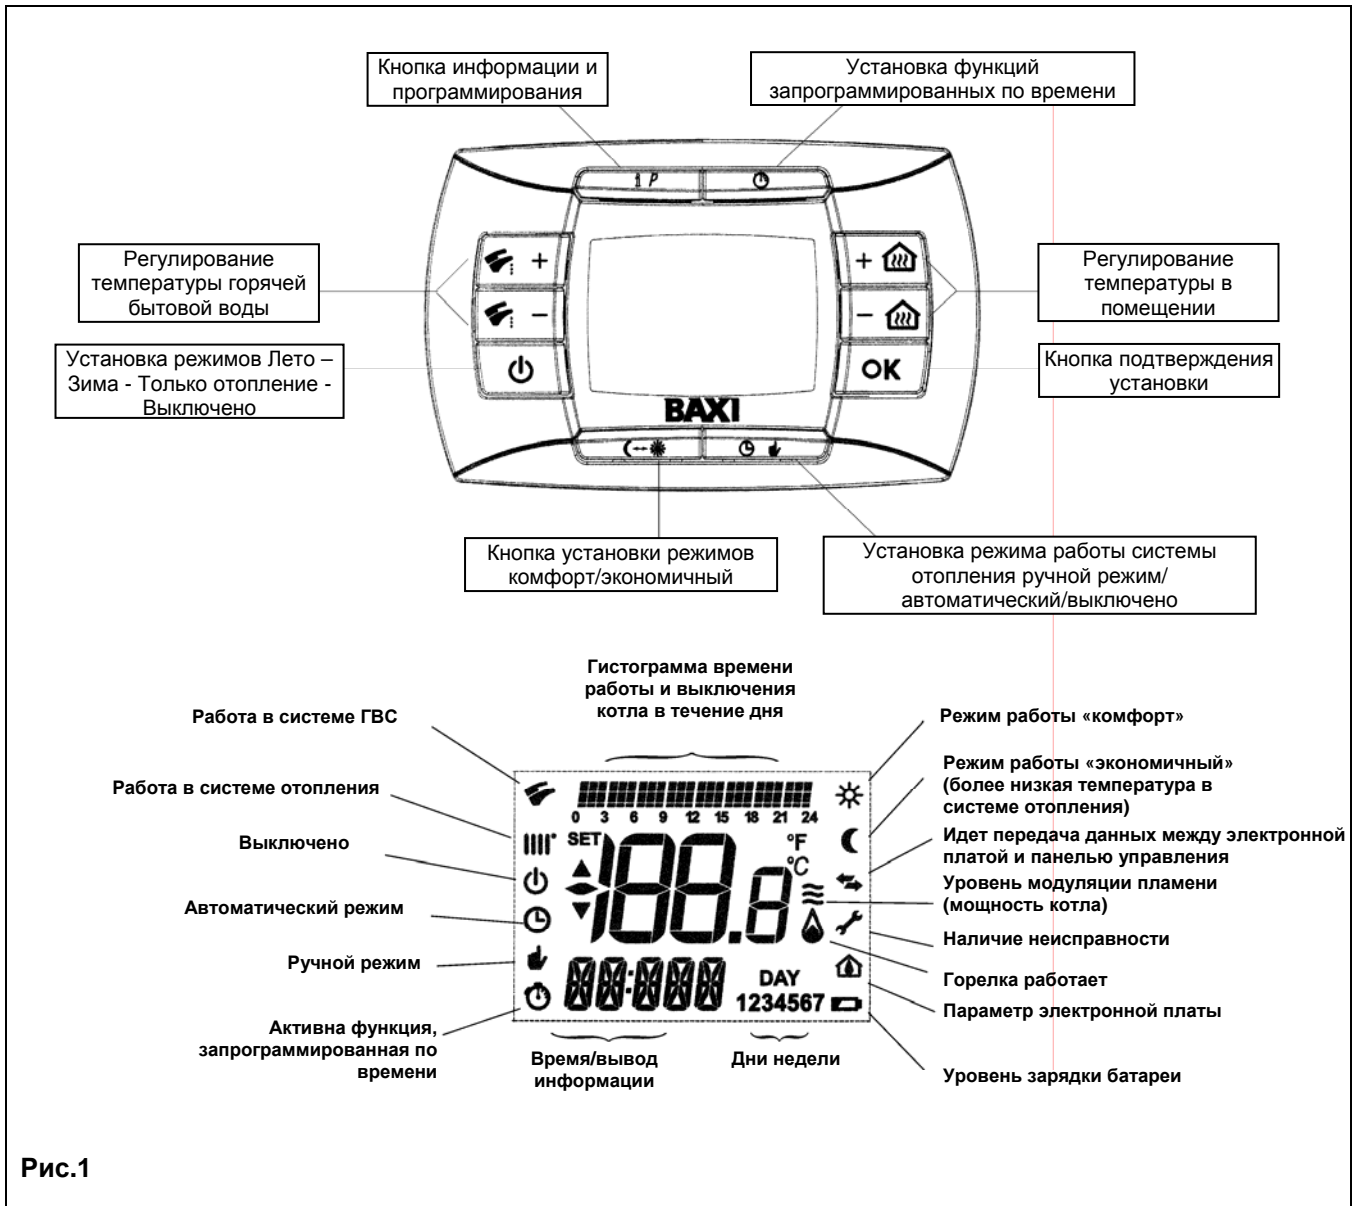 Кнопка информации и
программирования
Установка функций
запрограммированных по времени
i P
Регулирование
температуры горячей
бытовой воды
+
+
Регулирование
температуры в
помещении
−
−
Установка режимов Лето –
Зима - Только отопление -
Выключено
OK
Кнопка подтверждения
установки
BAXI
Кнопка установки режимов
комфорт/экономичный
Установка режима работы системы
отопления ручной режим/
автоматический/выключено
Гистограмма времени
работы и выключения
котла в течение дня
Работа в системе ГВС
Режим работы «комфорт»
Режим работы «экономичный»
(более низкая температура в
системе отопления)
Работа в системе отопления
0 3 6 9 12 15 18 21 24
SET
188.8
°F
°C
Выключено
Идет передача данных между электронной
платой и панелью управления
Уровень модуляции пламени
(мощность котла)
Автоматический режим
Наличие неисправности
Ручной режим
Горелка работает
DAY
1234567
Параметр электронной платы
Активна функция,
запрограммированная по
времени
Время/вывод
информации
Дни недели
Уровень зарядки батареи
Рис.1